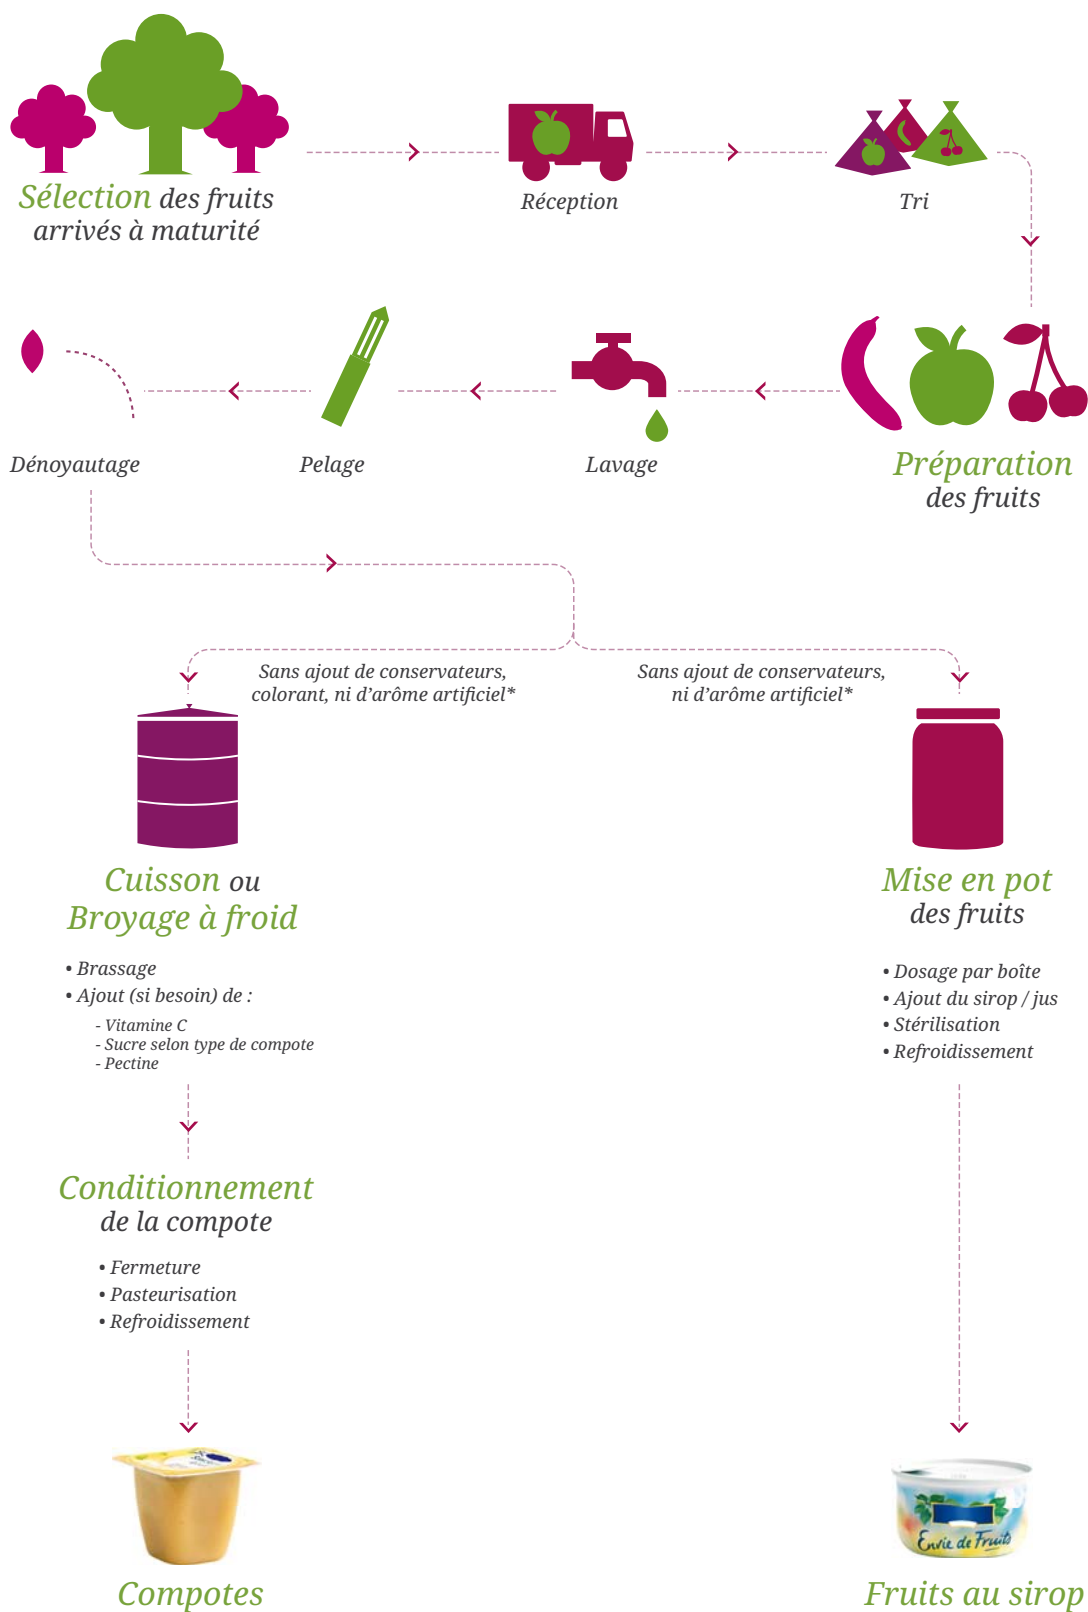 Sélection des fruits
arrivés à maturité
Réception
Tri
Dénoyautage
Pelage
Lavage
Préparation
des fruits
Sans ajout de conservateurs,
colorant, ni d'arôme artificiel*
Sans ajout de conservateurs,
ni d'arôme artificiel*
Cuisson ou
Broyage à froid
• Brassage
• Ajout (si besoin) de :
- Vitamine C
- Sucre selon type de compote
- Pectine
Mise en pot
des fruits
• Dosage par boîte
• Ajout du sirop / jus
• Stérilisation
• Refroidissement
Conditionnement
de la compote
• Fermeture
• Pasteurisation
• Refroidissement
Envie de Fruits
Compotes
Fruits au sirop